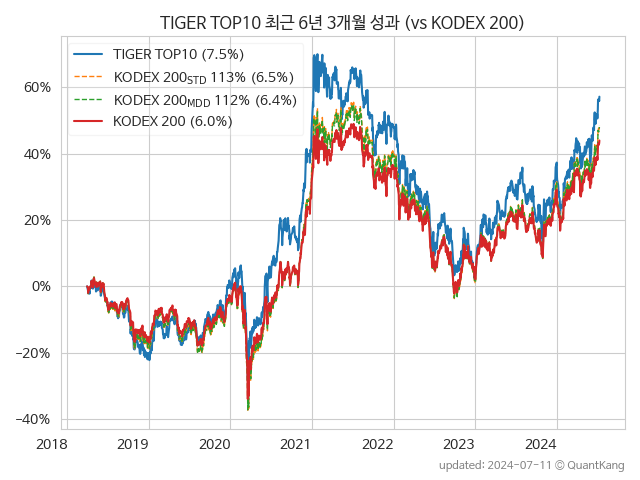 TIGER TOP10 최근 6년 3개월 성과 (vs KODEX 200)
TIGER TOP10 (7.5%)
KODEX 200STD 113% (6.5%)
KODEX 200MDD 112% (6.4%)
KODEX 200 (6.0%)
60%
40%
20%
0%
−20%
−40%
2018 2019 2020 2021 2022 2023 2024
updated: 2024-07-11 © QuantKang